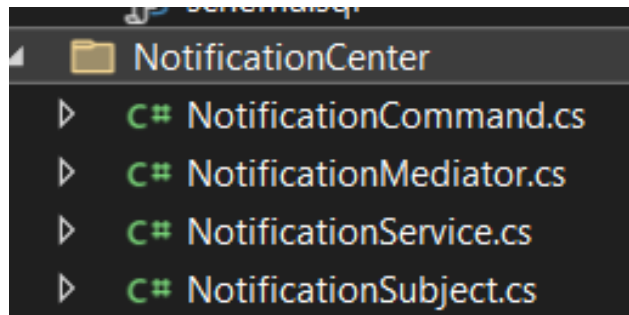 NotificationCenter
C# NotificationCommand.cs
C# NotificationMediator.cs
C# NotificationService.cs
C# NotificationSubject.cs